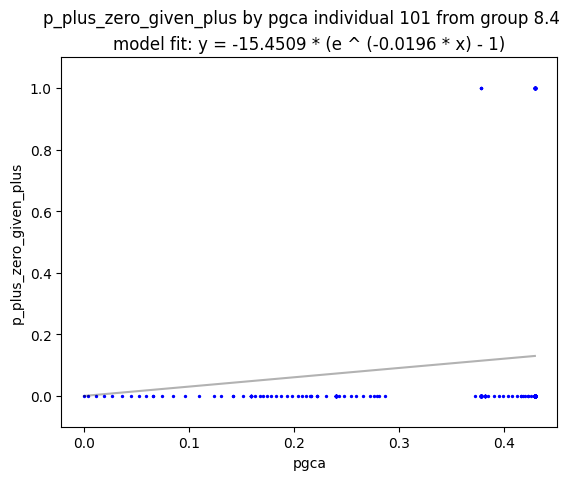 p_plus_zero_given_plus by pgca individual 101 from group 8.4
model fit: y = -15.4509 * (e ^ (-0.0196 * x) - 1)
1.0
0.8
0.6
0.4
0.2
0.0
p_plus_zero_given_plus
0.0 0.1 0.2 0.3 0.4
pgca